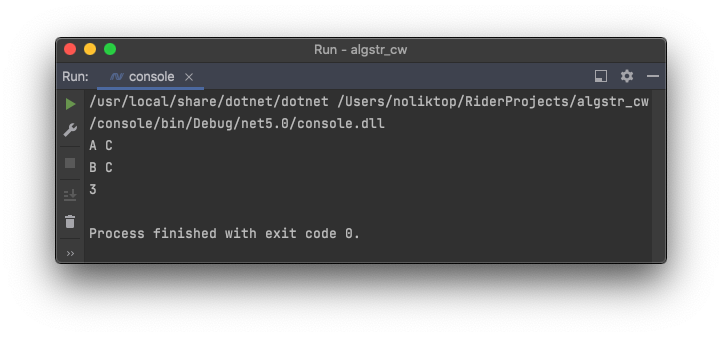 Run - algstr_cw
Run: console
/usr/local/share/dotnet/dotnet /Users/noliktop/RiderProjects/algstr_cw
/console/bin/Debug/net5.0/console.dll
A C
B C
3
Process finished with exit code 0.